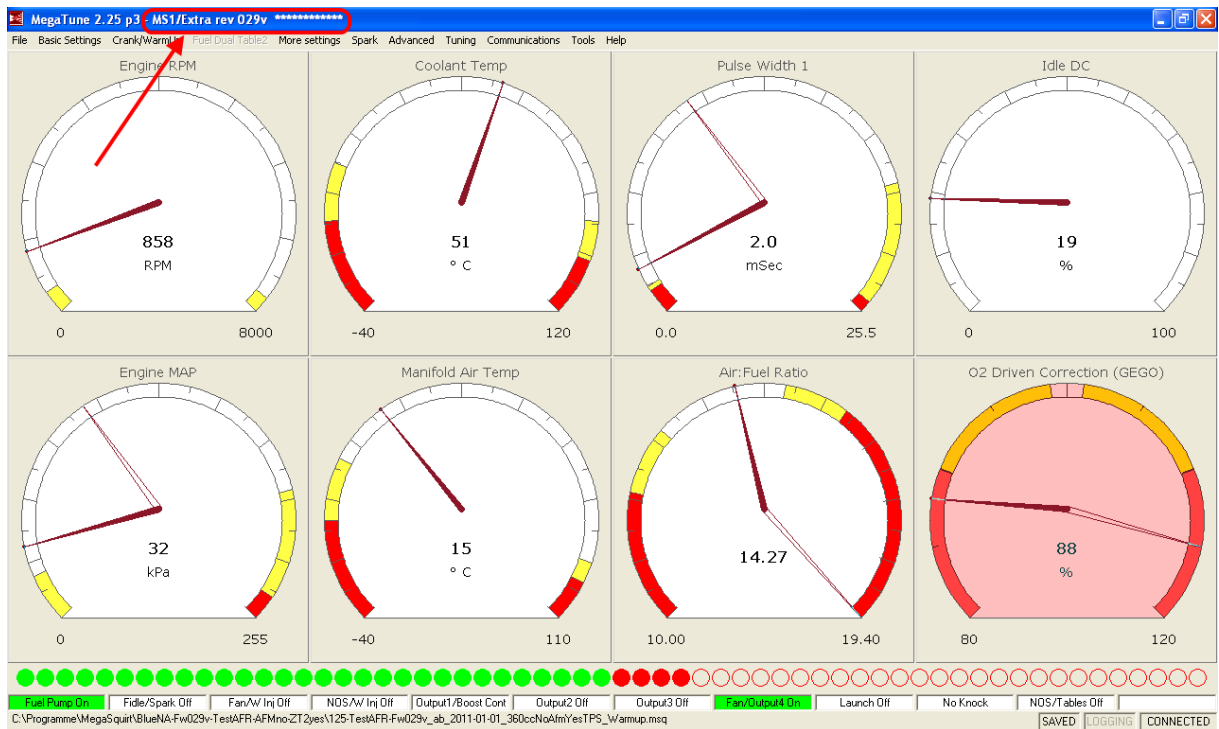 MegaTune 2.25 p3 - MS1/Extra rev 029v ************
File Basic Settings Crank/WarmUp Fuel Dual Table2 More settings Spark Advanced Tuning Communications Tools Help
Engine RPM
858
RPM
0 8000
Coolant Temp
51
° C
-40 120
Pulse Width 1
2.0
mSec
0.0 25.5
Idle DC
19
%
0 100
Engine MAP
32
kPa
0 255
Manifold Air Temp
15
° C
-40 110
Air:Fuel Ratio
14.27
10.00 19.40
O2 Driven Correction (GEGO)
88
%
80 120
Fuel Pump On Fidle/Spark Off Fan/W Inj Off NOS/W Inj Off Output1/Boost Cont Output2 Off Output3 Off Fan/Output4 On Launch Off No Knock NOS/Tables Off
C:\Programme\MegaSquirt\BlueNA-Fw029v-TestAFR-AFMno-ZT2yes\125-TestAFR-Fw029v_ab_2011-01-01_360ccNoAfmYesTPS_Warmup.msq
SAVED LOGGING CONNECTED